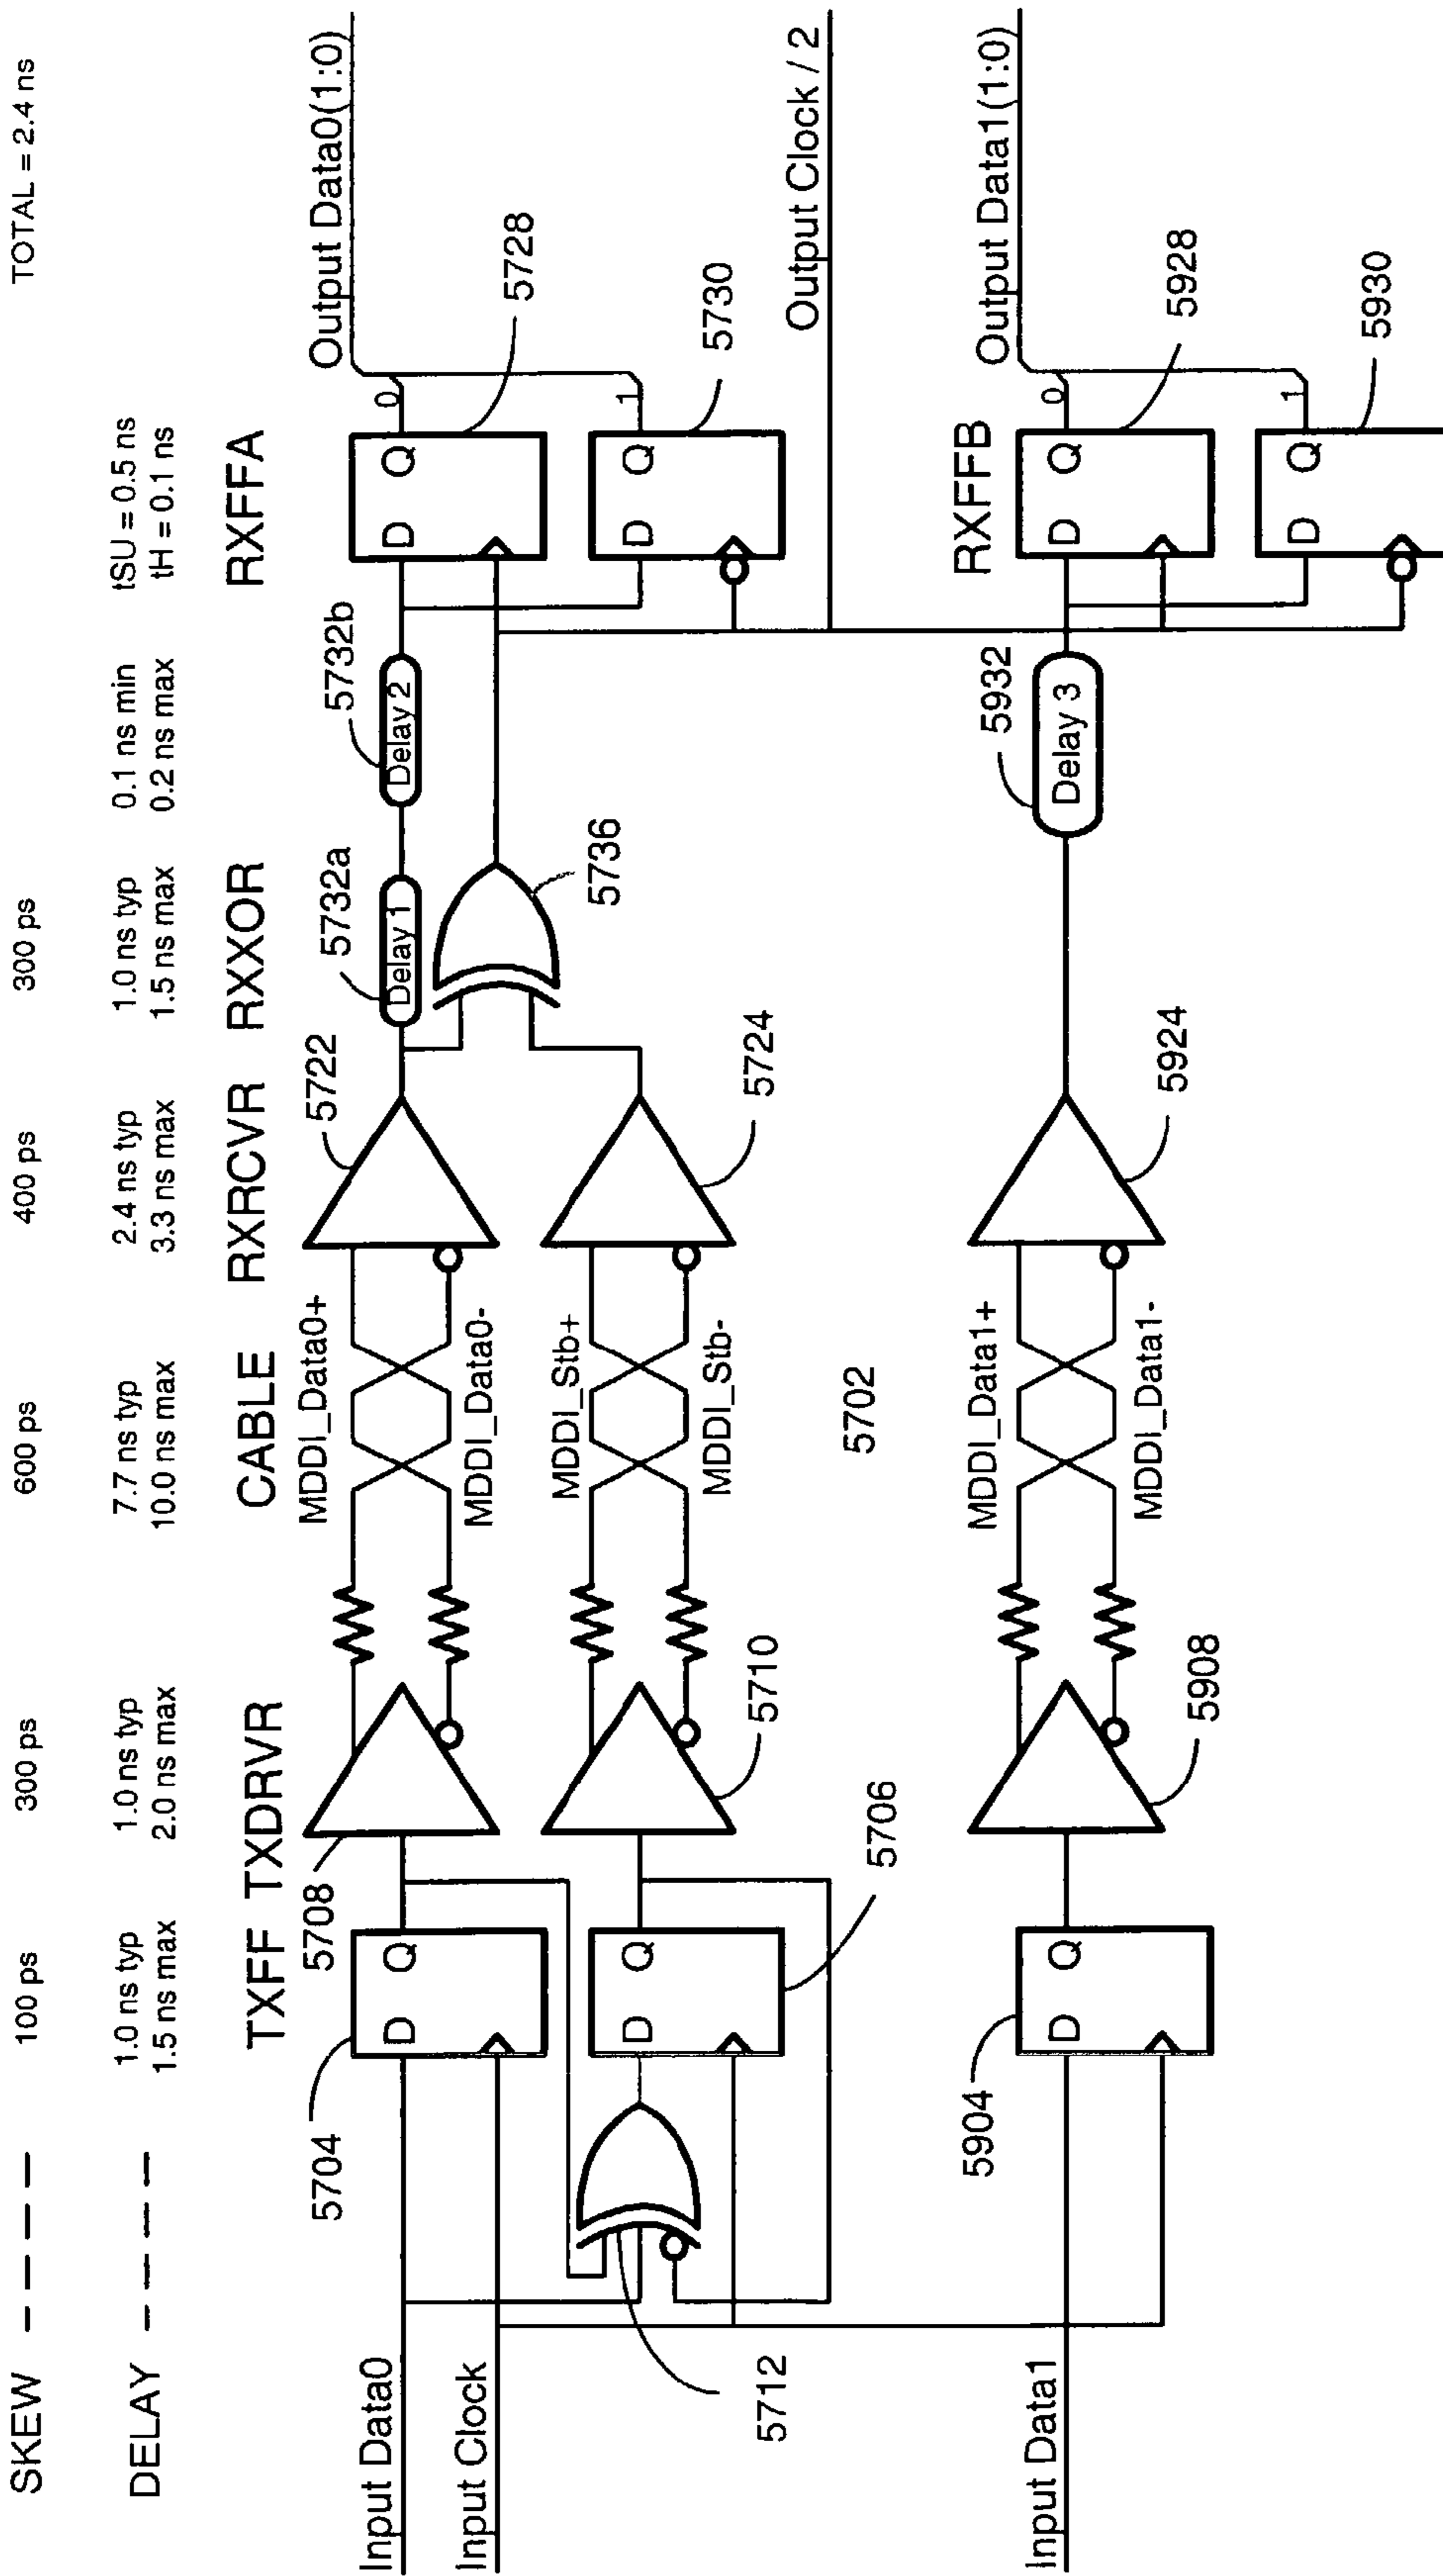 SKEW
100 ps
300 ps
600 ps
400 ps
300 ps
TOTAL = 2.4 ns
DELAY
1.0 ns typ
1.5 ns max
1.0 ns typ
2.0 ns max
7.7 ns typ
10.0 ns max
2.4 ns typ
3.3 ns max
1.0 ns typ
1.5 ns max
0.1 ns min
0.2 ns max
tSU = 0.5 ns
tH = 0.1 ns
TXFF
TXDRVR
CABLE
RXRCVR
RXXOR
RXFFA
Input Data0
5704
D
Q
5708
MDDI_Data0+
MDDI_Data0-
5722
5732a
Delay 1
5732b
Delay 2
D
Q
0
5728
Output Data0(1:0)
Input Clock
5712
D
Q
5706
5710
MDDI_Stb+
MDDI_Stb-
5724
5736
D
Q
1
5730
Output Clock / 2
5702
RXFFB
Input Data1
5904
D
Q
5908
MDDI_Data1+
MDDI_Data1-
5924
5932
Delay 3
D
Q
0
5928
Output Data1(1:0)
D
Q
1
5930